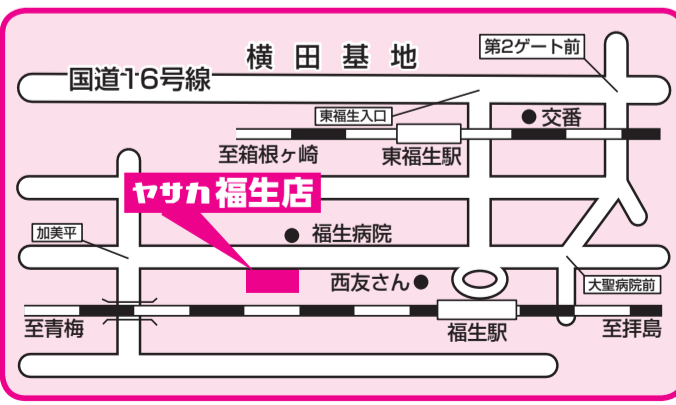 横田基地
第2ゲート前
国道16号線
東福生入口
交番
至箱根ヶ崎
東福生駅
ヤサカ福生店
加美平
福生病院
西友さん
大聖病院前
至青梅
福生駅
至拝島